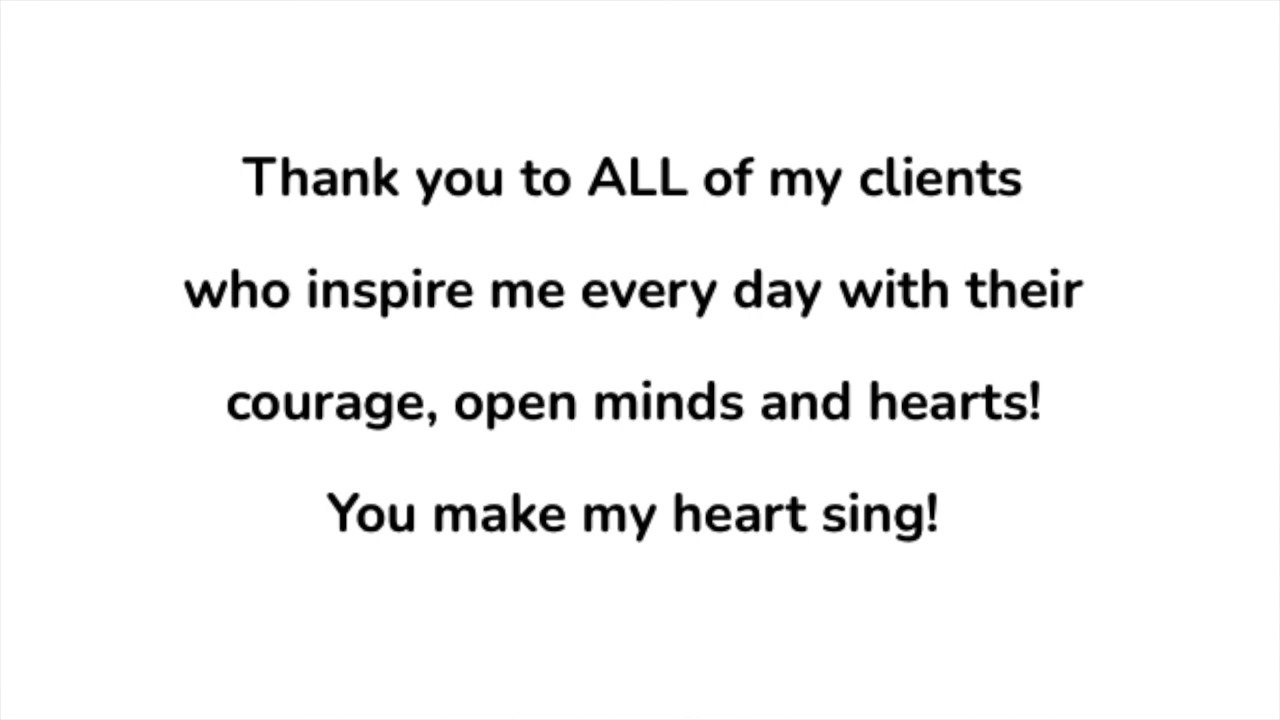 Thank you to ALL of my clients
who inspire me every day with their
courage, open minds and hearts!
You make my heart sing!